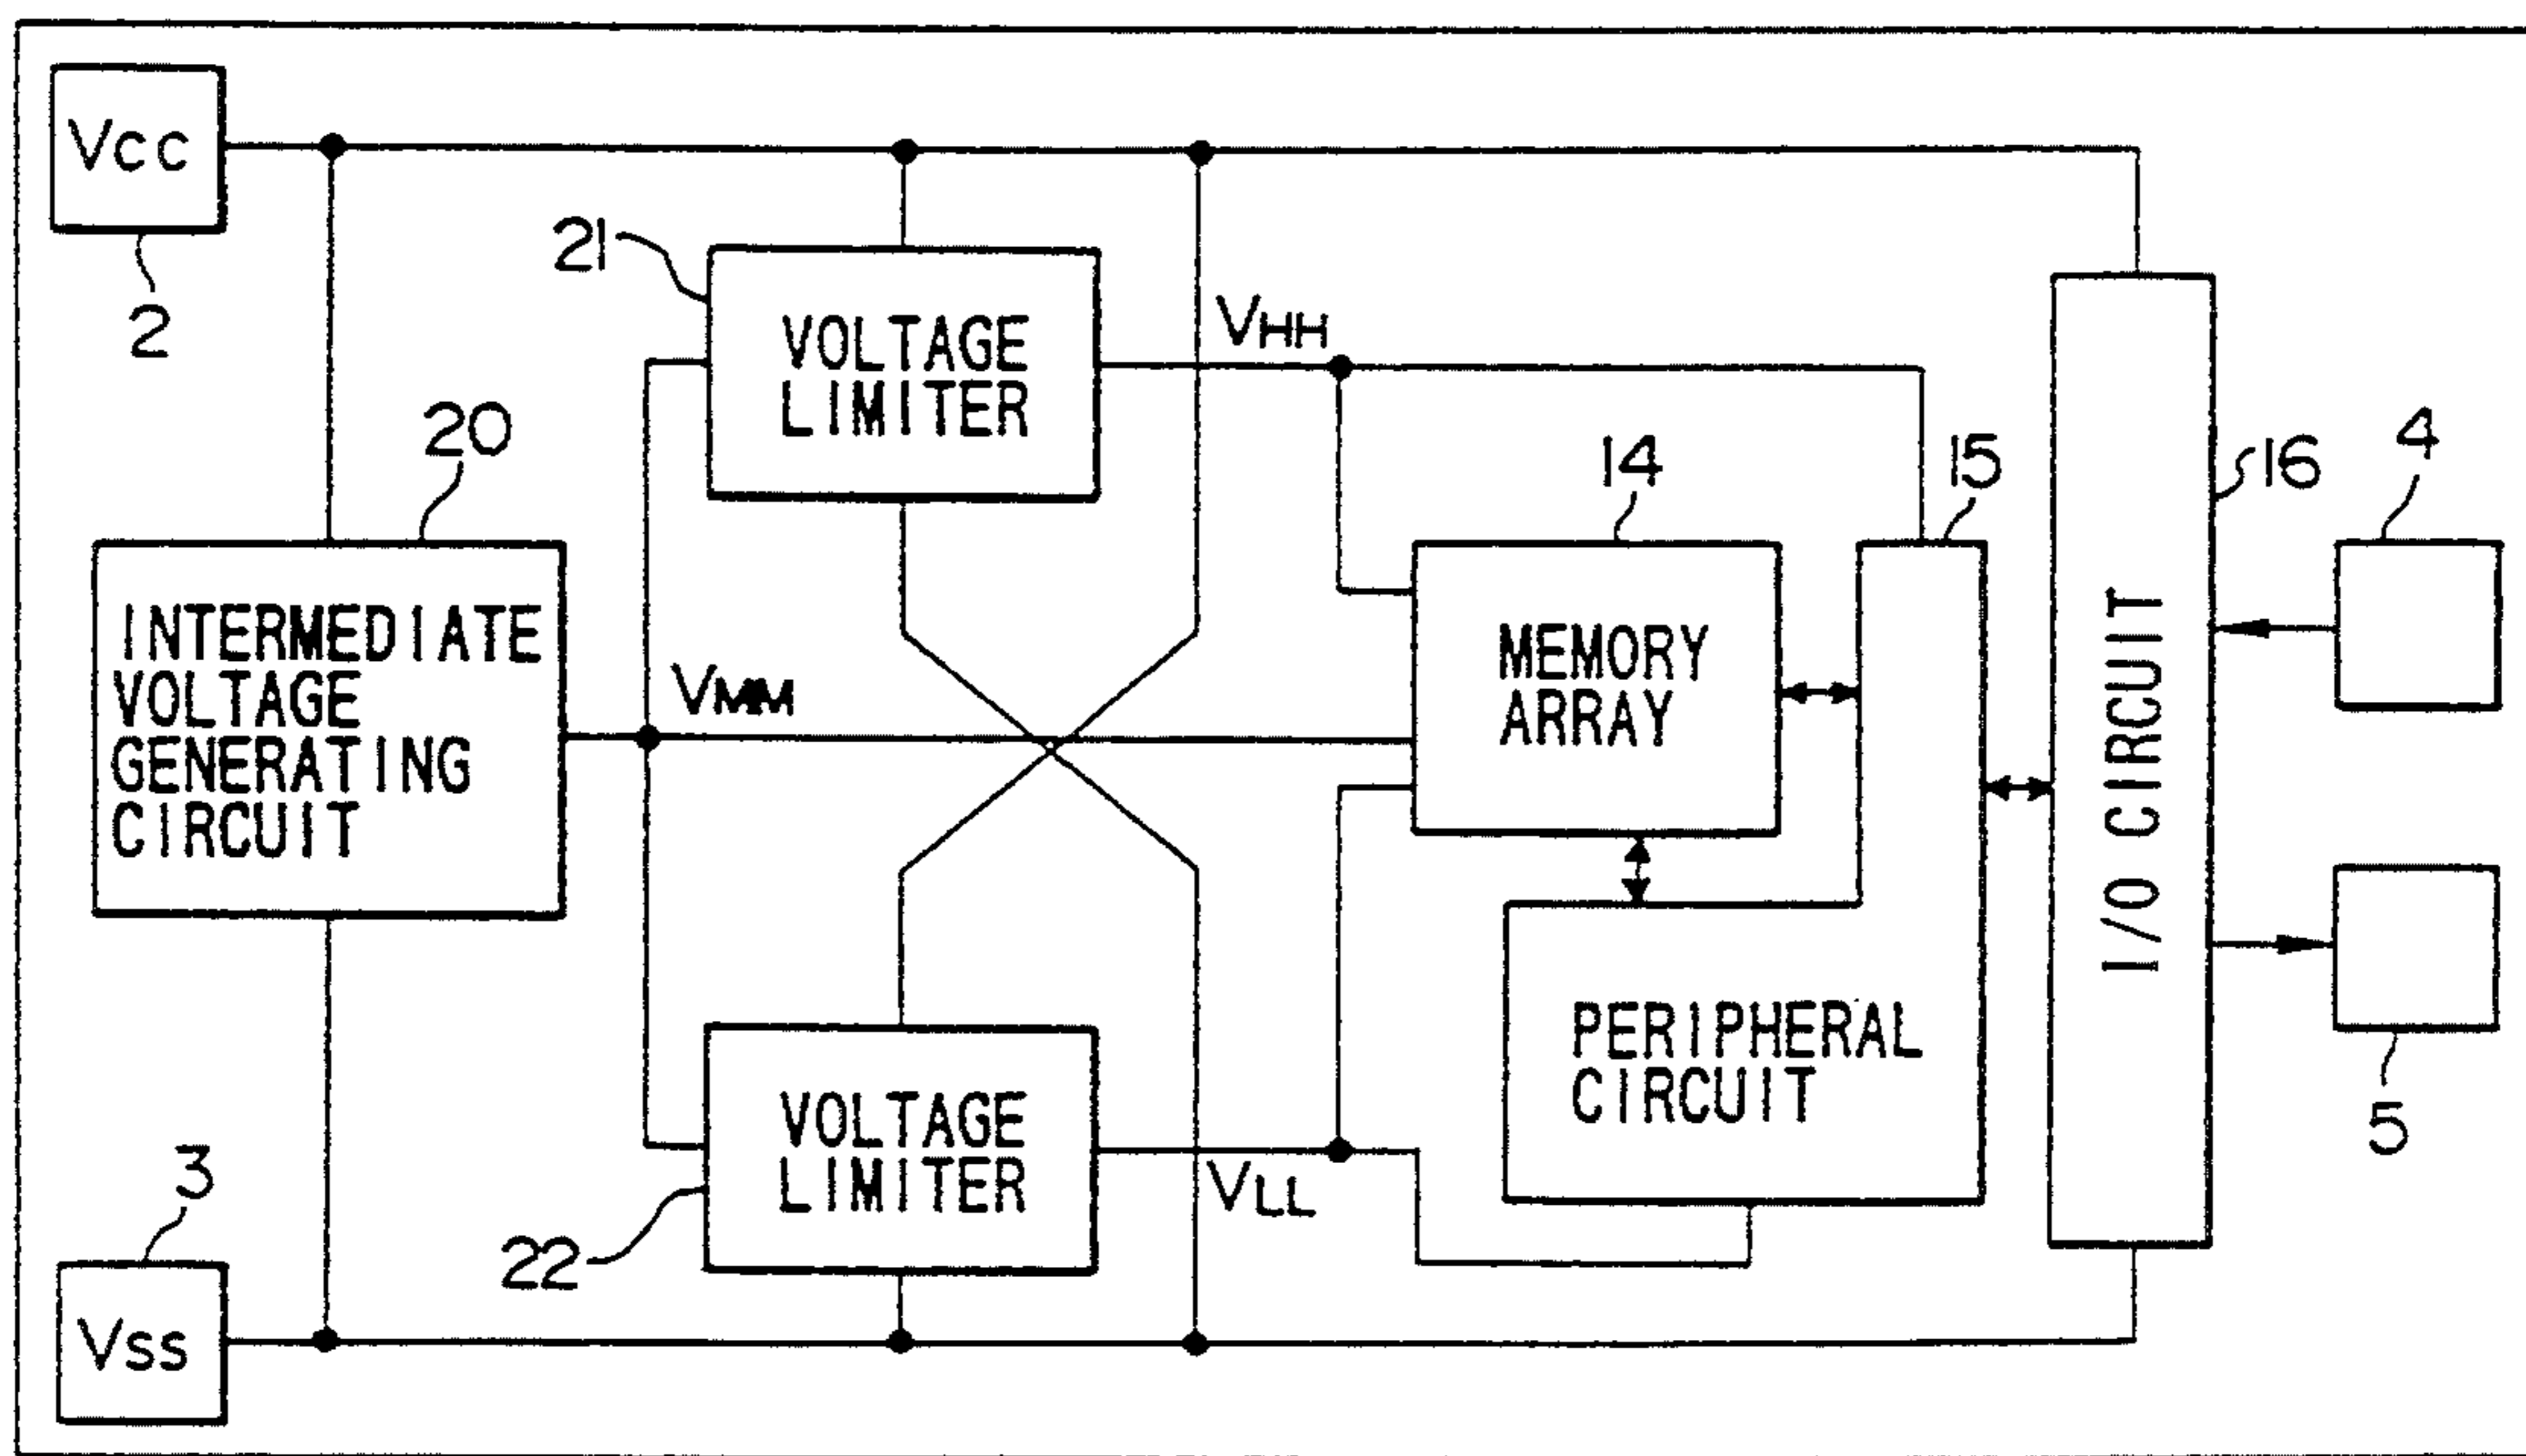 Vcc
2
21
VOLTAGE
LIMITER
VHH
20
INTERMEDIATE
VOLTAGE
GENERATING
CIRCUIT
VMM
14
MEMORY
ARRAY
15
16
I/O CIRCUIT
4
5
PERIPHERAL
CIRCUIT
VOLTAGE
LIMITER
22
VLL
3
Vss